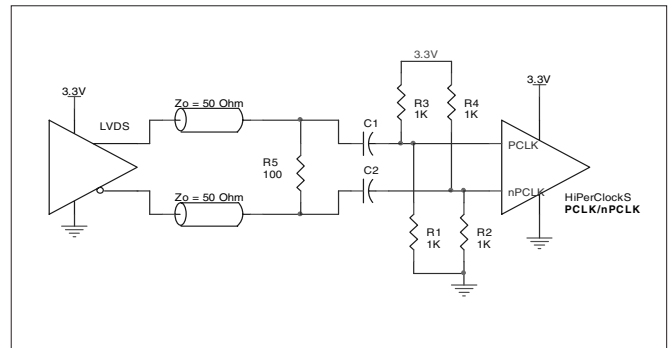 3.3V
3.3V
3.3V
LVDS
Zo = 50 Ohm
R3
1K
R4
1K
C1
PCLK
R5
100
C2
Zo = 50 Ohm
nPCLK
HiPerClockS
PCLK/nPCLK
R1
1K
R2
1K